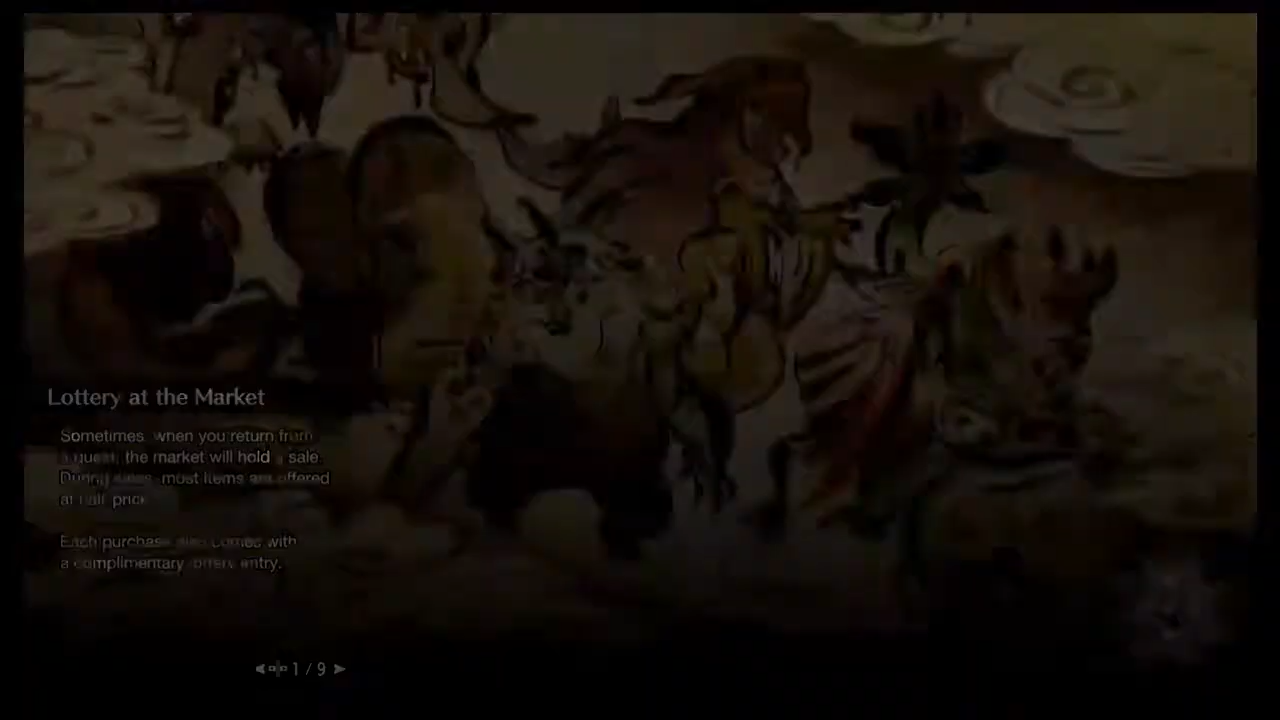 Lottery at the Market
Sometimes, when you return from
a quest, the market will hold a sale.
During sales, most items are offered
at half price.
Each purchase also comes with
a complimentary lottery entry.
1 / 9